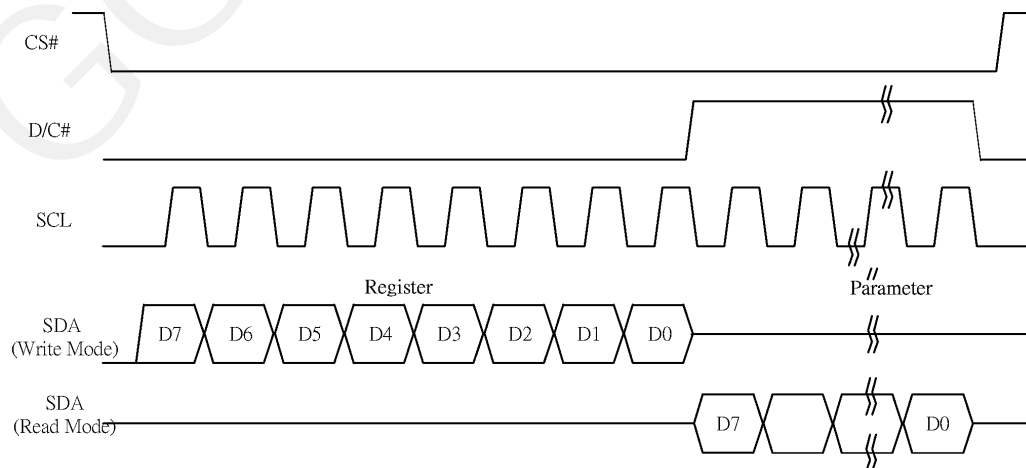 CS#
D/C#
SCL
Register Parameter
SDA
(Write Mode)
D7 D6 D5 D4 D3 D2 D1 D0
SDA
(Read Mode)
D7 D0